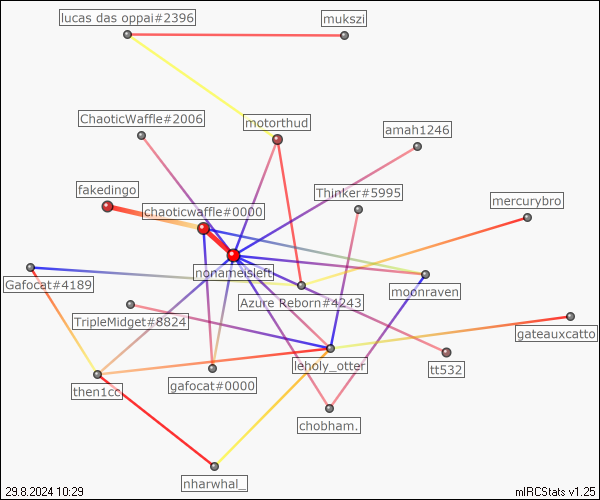 lucas das oppai#2396
mukszi
ChaoticWaffle#2006
motorthud
amah1246
fakedingo
Thinker#5995
mercurybro
chaoticwaffle#0000
nonameisleft
Gafocat#4189
Azure Reborn#4243
moonraven
TripleMidget#8824
gateauxcatto
leholy_otter
tt532
gafocat#0000
then1cc
chobham.
nharwhal_
29.8.2024 10:29
mIRCStats v1.25